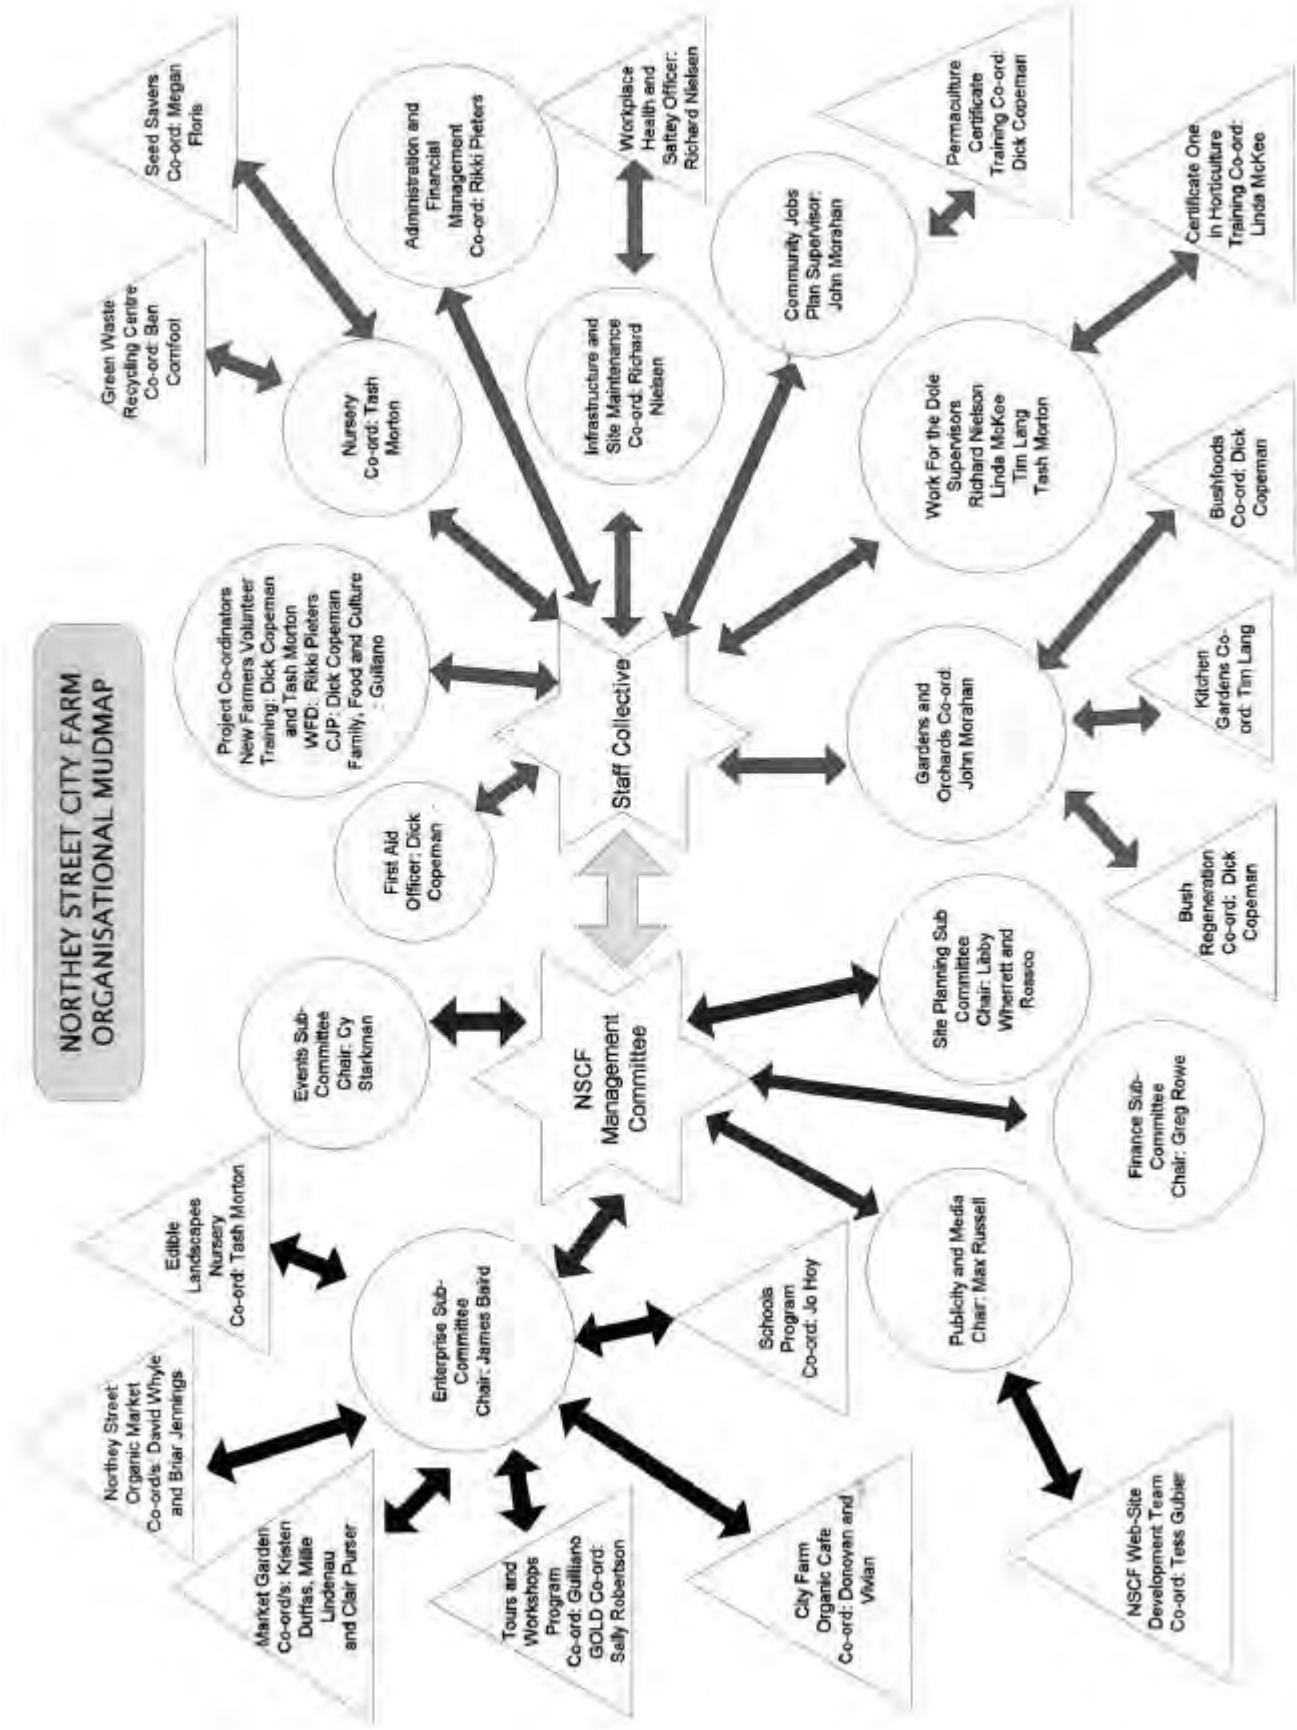 NORTHEY STREET CITY FARM
ORGANISATIONAL MUDMAP
Northey Street
Organic Market
Co-ord/s: David Whyle
and Briar Jennings
Edible
Landscapes
Nursery
Co-ord: Tash Morton
Market Garden
Co-ord/s: Kristen
Duffas, Millie
Lindenau
and Clair Purser
Tours and
Workshops
Program
Co-ord: Guilliano
GOLD Co-ord:
Sally Robertson
City Farm
Organic Cafe
Co-ord: Donovan and
Vivian
Schools
Program
Co-ord: Jo Hoy
Enterprise Sub-
Committee
Chair: James Baird
Events Sub-
Committee
Chair: Cy
Starkman
NSCF
Management
Committee
Publicity and Media
Chair: Max Russell
NSCF Web-Site
Development Team
Co-ord: Tess Gubler
Finance Sub-
Committee
Chair: Greg Rowe
Site Planning Sub
Committee
Chair: Libby
Wherrett and
Rossco
First Aid
Officer: Dick
Copeman
Project Co-ordinators
New Farmers Volunteer
Training: Dick Copeman
and Tash Morton
WFD: Rikki Pieters
CJP: Dick Copeman
Family, Food and Culture
: Guiliano
Staff Collective
Nursery
Co-ord: Tash
Morton
Green Waste
Recycling Centre
Co-ord: Ban
Cornfoot
Seed Savers
Co-ord: Megan
Floris
Administration and
Financial
Management
Co-ord: Rikki Pieters
Infrastructure and
Site Maintenance
Co-ord: Richard
Nielsen
Workplace
Health and
Saftey Officer:
Richard Nielsen
Community Jobs
Plan Supervisor:
John Morahan
Permaculture
Certificate
Training Co-ord:
Dick Copeman
Work For the Dole
Supervisors
Richard Nielson
Linda McKee
Tim Lang
Tash Morton
Certificate One
in Horticulture
Training Co-ord:
Linda McKee
Gardens and
Orchards Co-ord:
John Morahan
Bushfoods
Co-ord: Dick
Copeman
Kitchen
Gardens Co-
ord: Tim Lang
Bush
Regeneration
Co-ord: Dick
Copeman